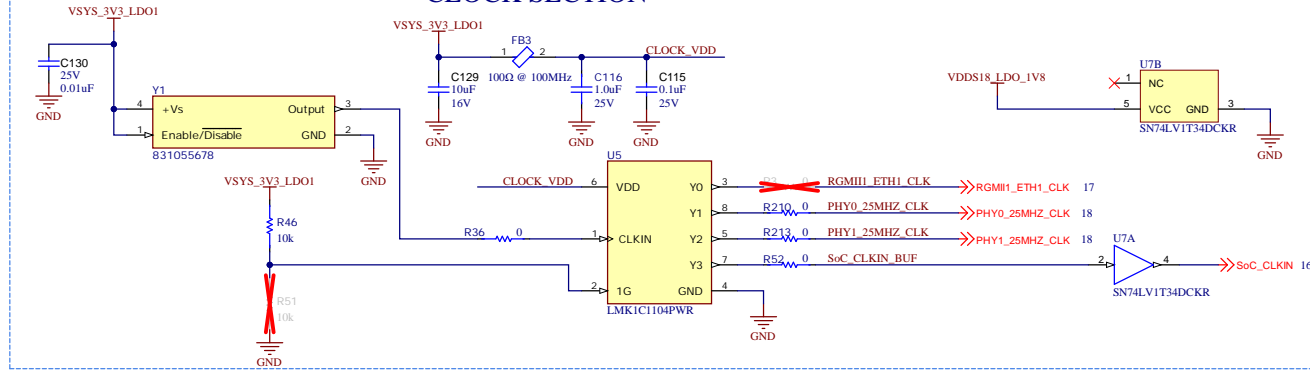 CLOCK SECTION
VSYS_3V3_LDO1
C130
25V
0.01uF
GND
Y1
4 +Vs Output 3
1 Enable/Disable GND 2
831055678
GND
VSYS_3V3_LDO1
FB3
1 2
100Ω @ 100MHz
CLOCK_VDD
C129
10uF
16V
GND
C116
1.0uF
25V
GND
C115
0.1uF
25V
GND
VDDS18_LDO_1V8
U7B
1 NC
5 VCC GND 3
SN74LV1T34DCKR
GND
VSYS_3V3_LDO1
R46
10k
R51
10k
GND
R36 0
CLOCK_VDD
U5
6 VDD Y0 3
Y1 8
1 CLKIN Y2 5
Y3 7
2 1G GND 4
LMK1C1104PWR
GND
0 RGMII1_ETH1_CLK RGMII1_ETH1_CLK 17
R210 0 PHY0_25MHZ_CLK PHY0_25MHZ_CLK 18
R213 0 PHY1_25MHZ_CLK PHY1_25MHZ_CLK 18
R52 0 SoC_CLKIN_BUF
U7A
2 4
SN74LV1T34DCKR
SoC_CLKIN 16